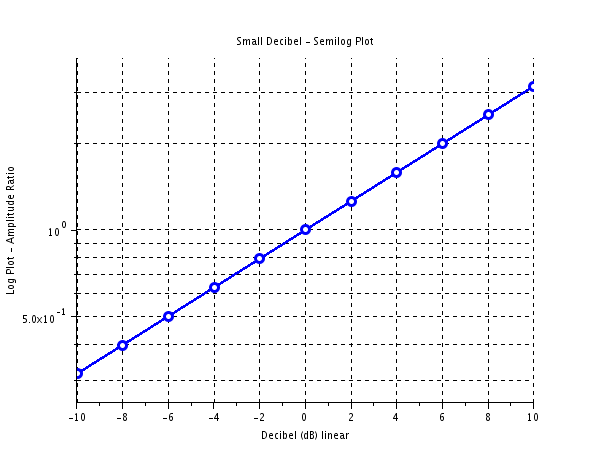 Small Decibel - Semilog Plot
Log Plot - Amplitude Ratio
10^0
5.0x10^-1
-10 -8 -6 -4 -2 0 2 4 6 8 10
Decibel (dB) linear